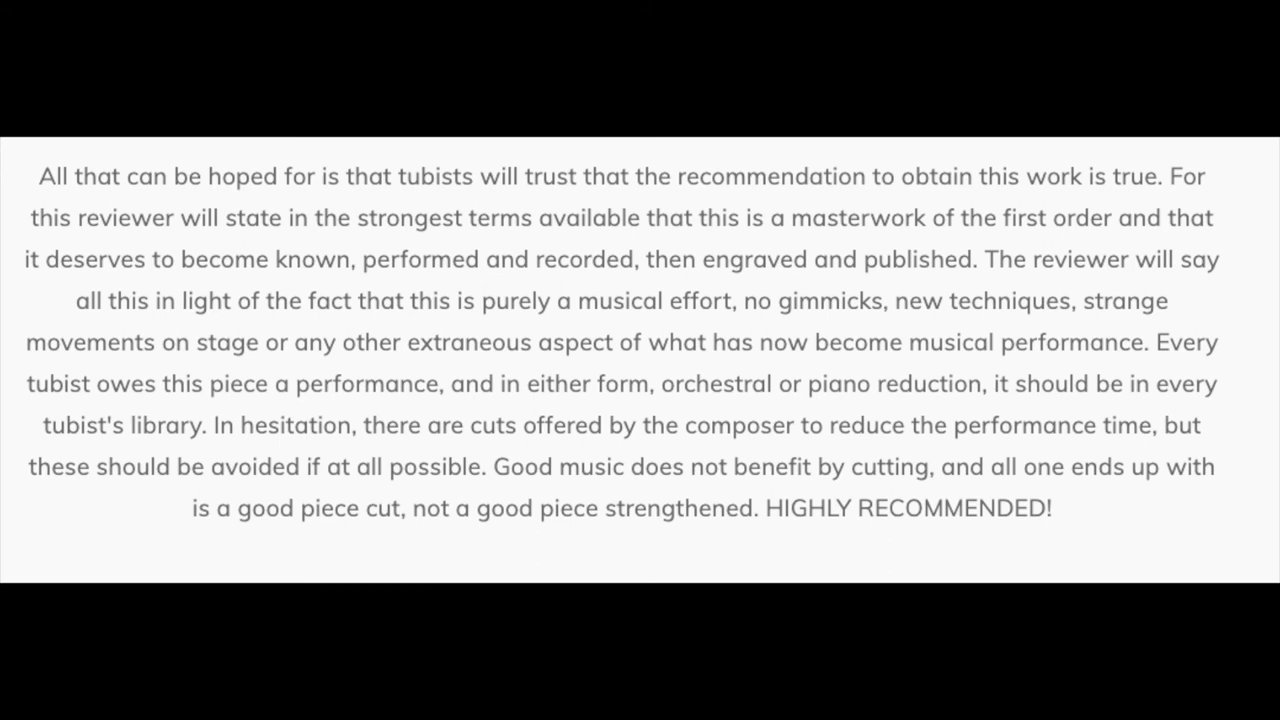 All that can be hoped for is that tubists will trust that the recommendation to obtain this work is true. For
this reviewer will state in the strongest terms available that this is a masterwork of the first order and that
it deserves to become known, performed and recorded, then engraved and published. The reviewer will say
all this in light of the fact that this is purely a musical effort, no gimmicks, new techniques, strange
movements on stage or any other extraneous aspect of what has now become musical performance. Every
tubist owes this piece a performance, and in either form, orchestral or piano reduction, it should be in every
tubist's library. In hesitation, there are cuts offered by the composer to reduce the performance time, but
these should be avoided if at all possible. Good music does not benefit by cutting, and all one ends up with
is a good piece cut, not a good piece strengthened. HIGHLY RECOMMENDED!